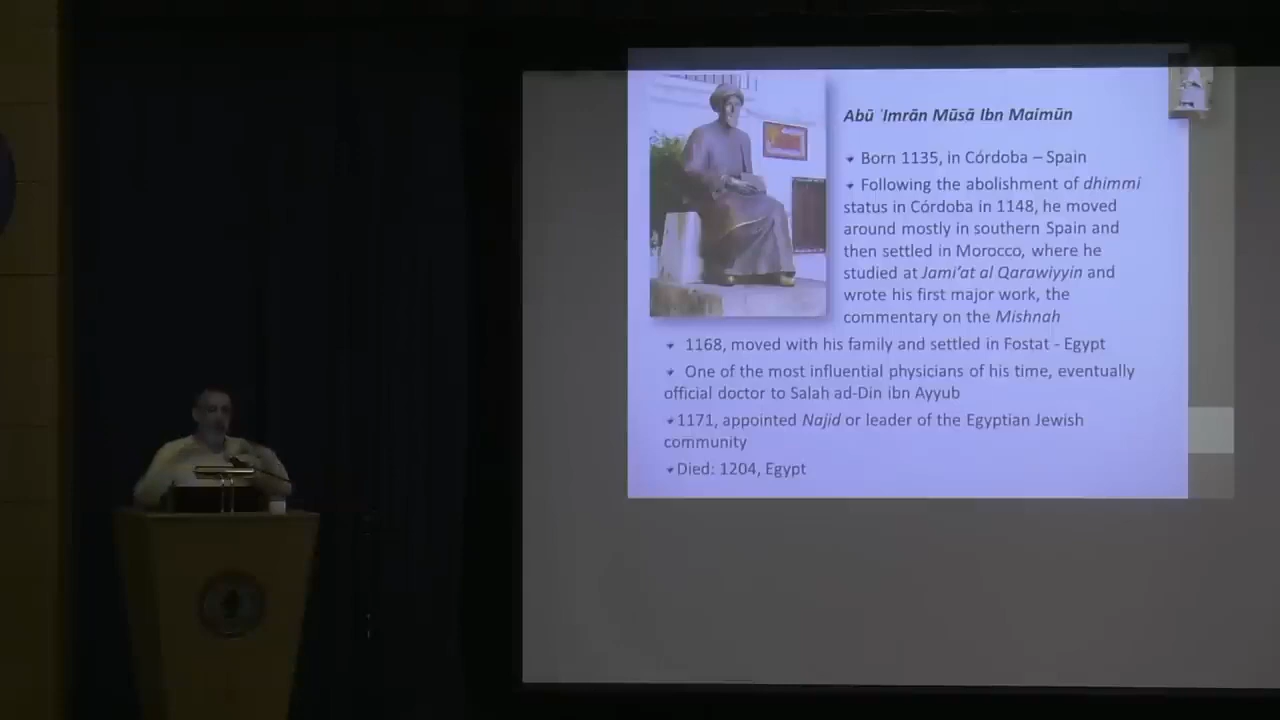 Abū ʿImrān Mūsā Ibn Maimūn
Born 1135, in Córdoba – Spain
Following the abolishment of dhimmi
status in Córdoba in 1148, he moved
around mostly in southern Spain and
then settled in Morocco, where he
studied at Jami’at al Qarawiyyin and
wrote his first major work, the
commentary on the Mishnah
1168, moved with his family and settled in Fostat - Egypt
One of the most influential physicians of his time, eventually
official doctor to Salah ad-Din ibn Ayyub
1171, appointed Najid or leader of the Egyptian Jewish
community
Died: 1204, Egypt